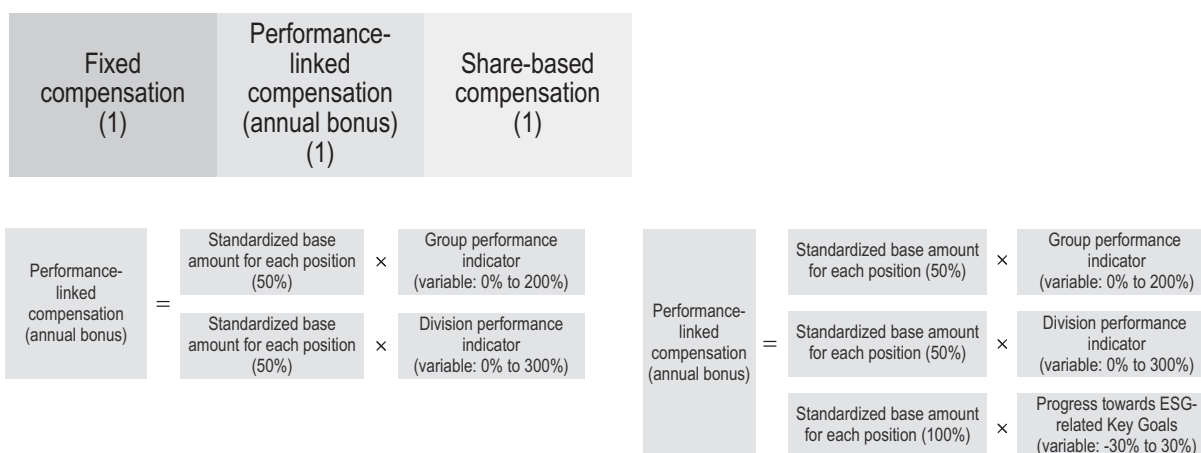 Fixed
compensation
(1)
Performance-
linked
compensation
(annual bonus)
(1)
Share-based
compensation
(1)
Performance-
linked
compensation
(annual bonus)
=
Standardized base
amount for each position
(50%)
×
Group performance
indicator
(variable: 0% to 200%)
Standardized base
amount for each position
(50%)
×
Division performance
indicator
(variable: 0% to 300%)
Performance-
linked
compensation
(annual bonus)
=
Standardized base amount
for each position (50%)
×
Group performance
indicator
(variable: 0% to 200%)
Standardized base amount
for each position (50%)
×
Division performance
indicator
(variable: 0% to 300%)
Standardized base amount
for each position (100%)
×
Progress towards ESG-
related Key Goals
(variable: -30% to 30%)